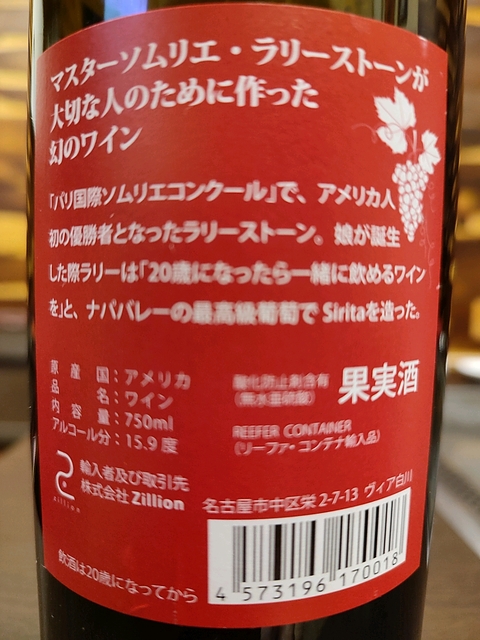 マスターソムリエ・ラリーストーンが
大切な人のために作った
幻のワイン
「パリ国際ソムリエコンクール」で、アメリカ人
初の優勝者となったラリーストーン。娘が誕生
した際ラリーは「20歳になったら一緒に飲めるワイン
を」と、ナパバレーの最高級葡萄で Siritaを造った。
原産国：アメリカ
品名：ワイン
内容量：750ml
アルコール分：15.9度
酸化防止剤含有
(無水亜硫酸)
果実酒
REEFER CONTAINER
(リーファ・コンテナ輸入品)
zillion
輸入者及び取引先
株式会社 Zillion
名古屋市中区栄 2-7-13 ヴィア白川
飲酒は20歳になってから
4 573196 170018